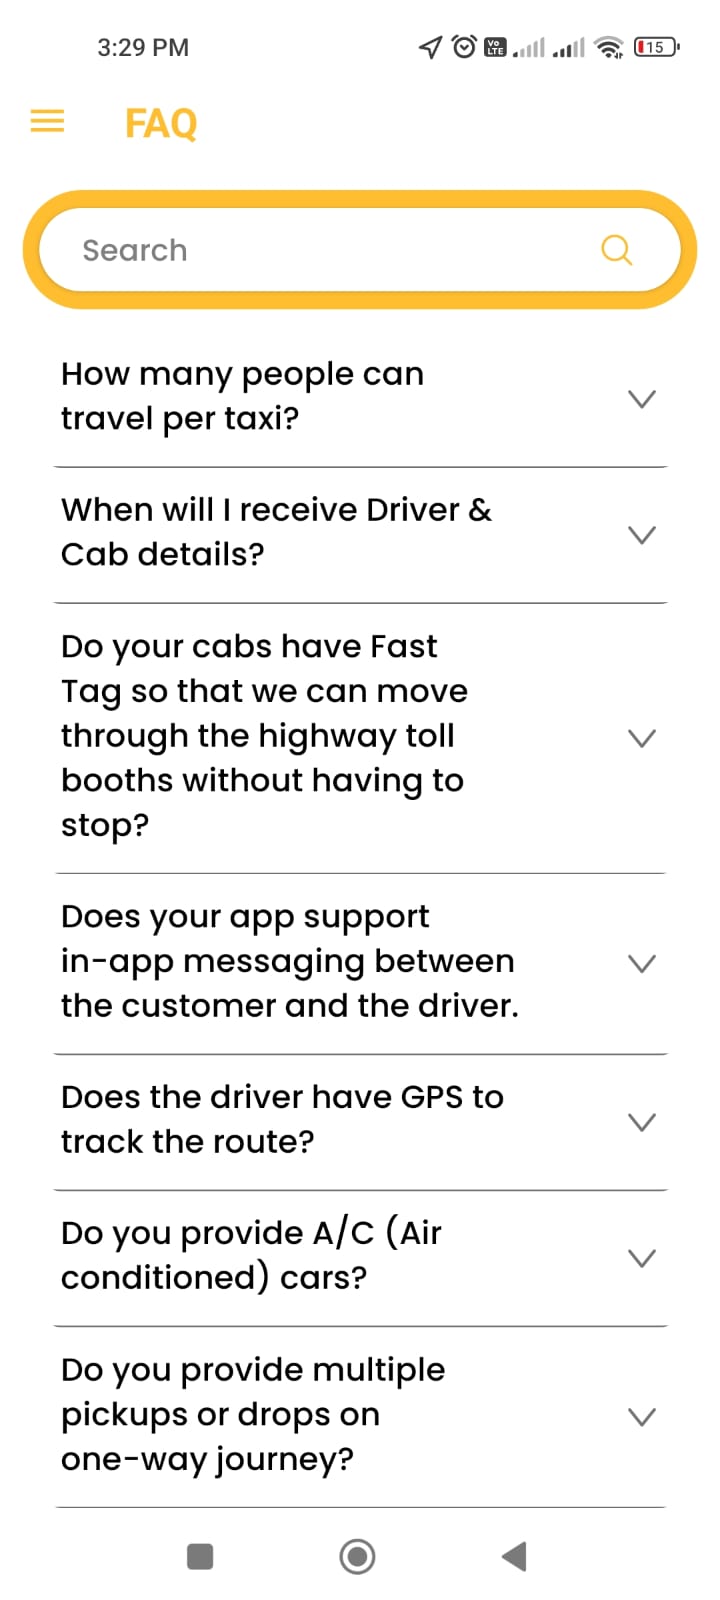 3:29 PM
Vo LTE
15
FAQ
Search
How many people can
travel per taxi?
When will I receive Driver &
Cab details?
Do your cabs have Fast
Tag so that we can move
through the highway toll
booths without having to
stop?
Does your app support
in-app messaging between
the customer and the driver.
Does the driver have GPS to
track the route?
Do you provide A/C (Air
conditioned) cars?
Do you provide multiple
pickups or drops on
one-way journey?